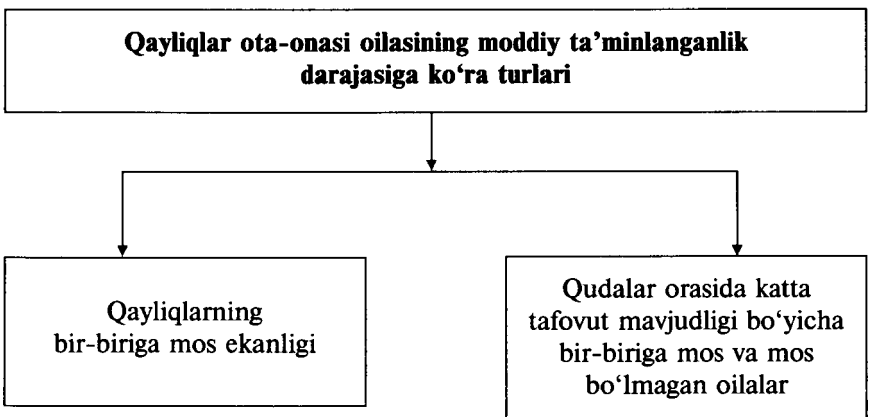 Qayliqlar ota-onasi oilasining moddiy ta’minlanganlik
darajasiga ko‘ra turlari
Qayliqlarning
bir-biriga mos ekanligi
Qudalar orasida katta
tafovut mavjudligi bo‘yicha
bir-biriga mos va mos
bo‘lmagan oilalar